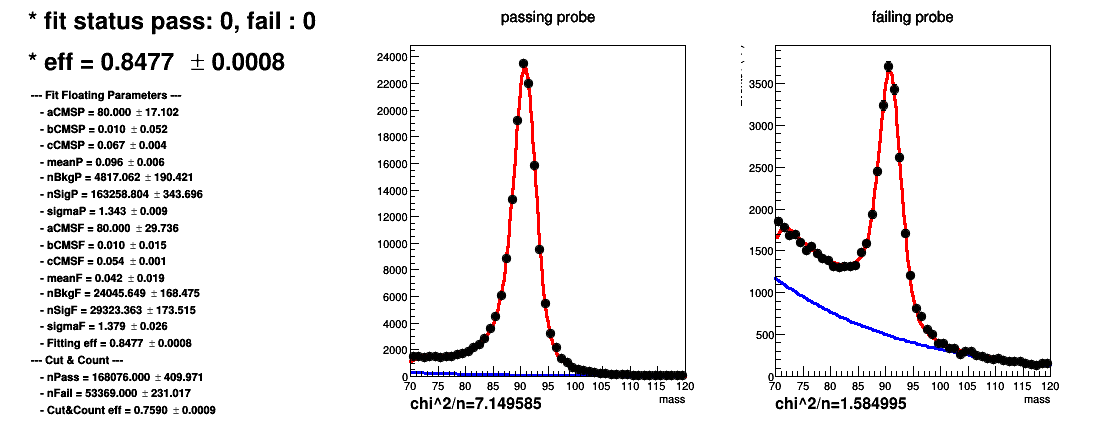 * fit status pass: 0, fail : 0
* eff = 0.8477 ± 0.0008
--- Fit Floating Parameters ---
- aCMSP = 80.000 ± 17.102
- bCMSP = 0.010 ± 0.052
- cCMSP = 0.067 ± 0.004
- meanP = 0.096 ± 0.006
- nBkgP = 4817.062 ± 190.421
- nSigP = 163258.804 ± 343.696
- sigmaP = 1.343 ± 0.009
- aCMSF = 80.000 ± 29.736
- bCMSF = 0.010 ± 0.015
- cCMSF = 0.054 ± 0.001
- meanF = 0.042 ± 0.019
- nBkgF = 24045.649 ± 168.475
- nSigF = 29323.363 ± 173.515
- sigmaF = 1.379 ± 0.026
- Fitting eff = 0.8477 ± 0.0008
--- Cut & Count ---
- nPass = 168076.000 ± 409.971
- nFail = 53369.000 ± 231.017
- Cut&Count eff = 0.7590 ± 0.0009
passing probe
24000
22000
20000
18000
16000
14000
12000
10000
8000
6000
4000
2000
0
70 75 80 85 90 95 100 105 110 115 120
mass
chi^2/n=7.149585
failing probe
3500
3000
2500
2000
1500
1000
500
0
70 75 80 85 90 95 100 105 110 115 120
mass
chi^2/n=1.584995